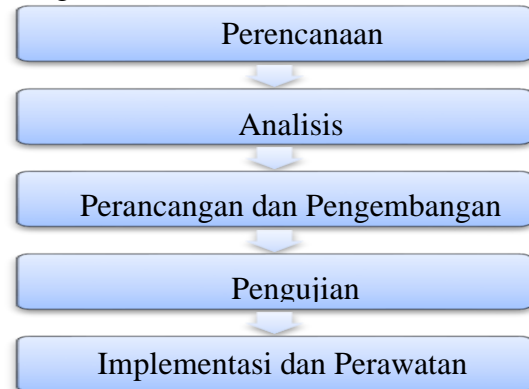 Perencanaan
Analisis
Perancangan dan Pengembangan
Pengujian
Implementasi dan Perawatan